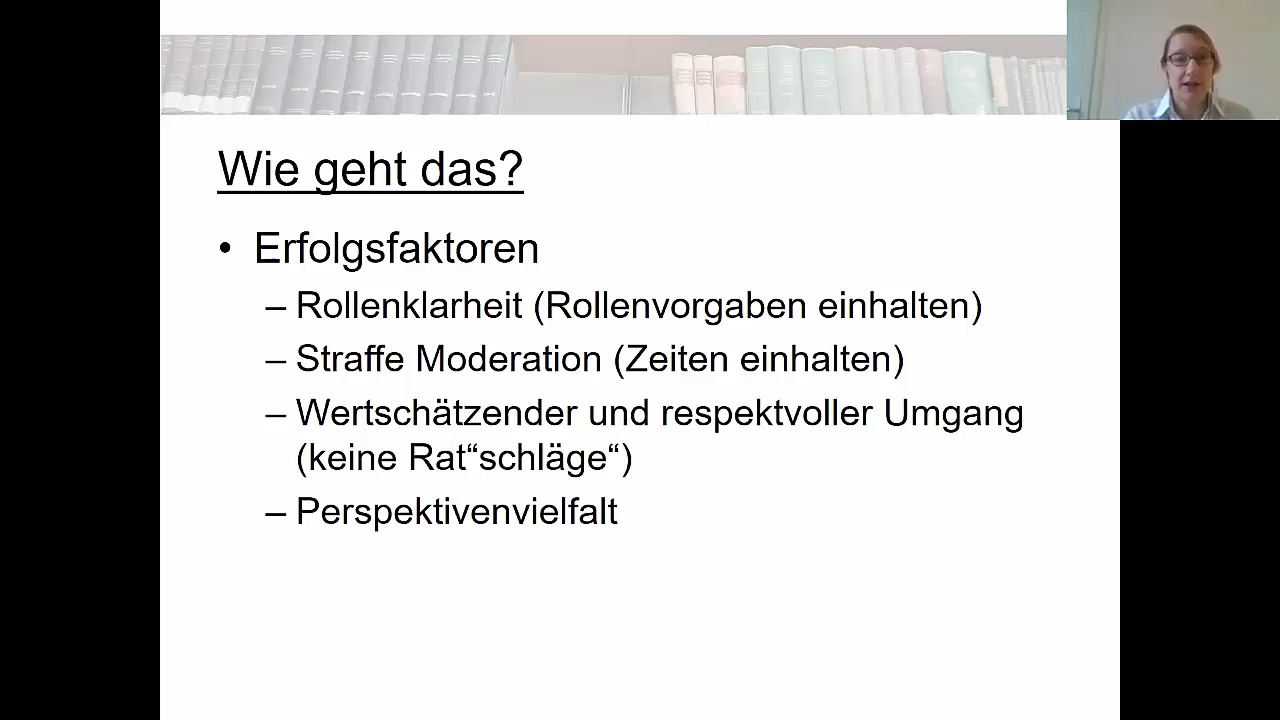 Wie geht das?
• Erfolgsfaktoren
– Rollenklarheit (Rollenvorgaben einhalten)
– Straffe Moderation (Zeiten einhalten)
– Wertschätzender und respektvoller Umgang
(keine Rat“schläge“)
– Perspektivenvielfalt